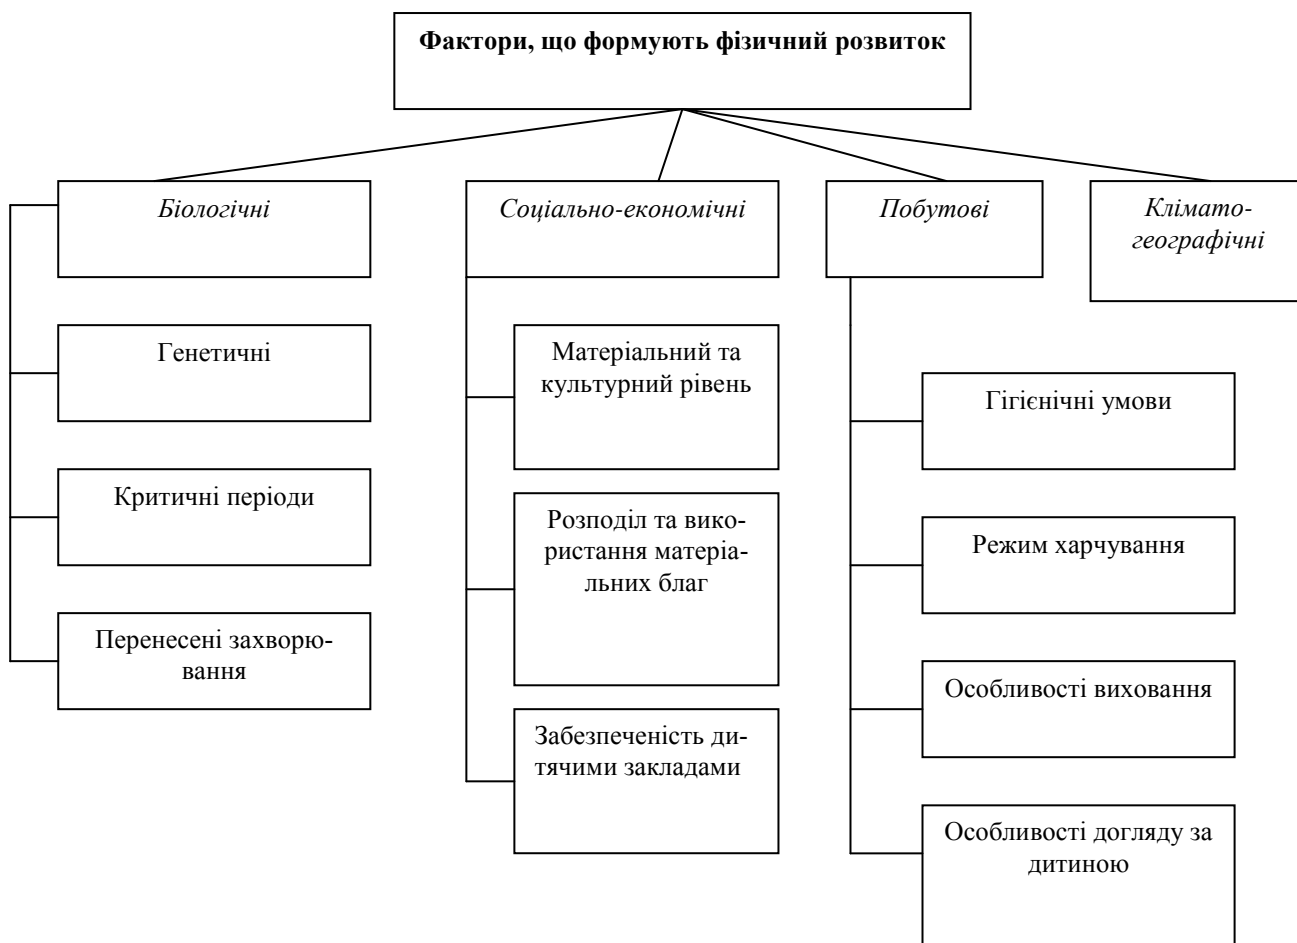 Фактори, що формують фізичний розвиток
Біологічні
Соціально-економічні
Побутові
Клімато-
географічні
Генетичні
Критичні періоди
Перенесені захворю-
вання
Матеріальний та
культурний рівень
Розподіл та вико-
ристання матеріа-
льних благ
Забезпеченість ди-
тячими закладами
Гігієнічні умови
Режим харчування
Особливості виховання
Особливості догляду за
дитиною